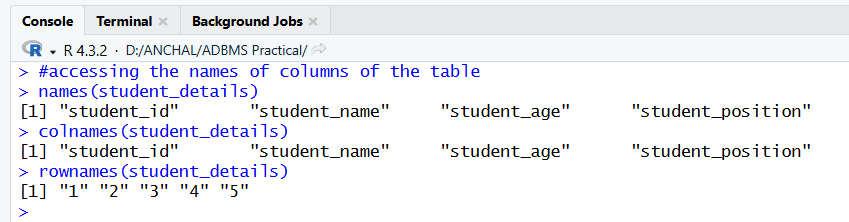 Console Terminal Background Jobs
R 4.3.2 · D:/ANCHAL/ADBMS Practical/
> #accessing the names of columns of the table
> names(student_details)
[1] "student_id"       "student_name"     "student_age"      "student_position"
> colnames(student_details)
[1] "student_id"       "student_name"     "student_age"      "student_position"
> rownames(student_details)
[1] "1" "2" "3" "4" "5"
>